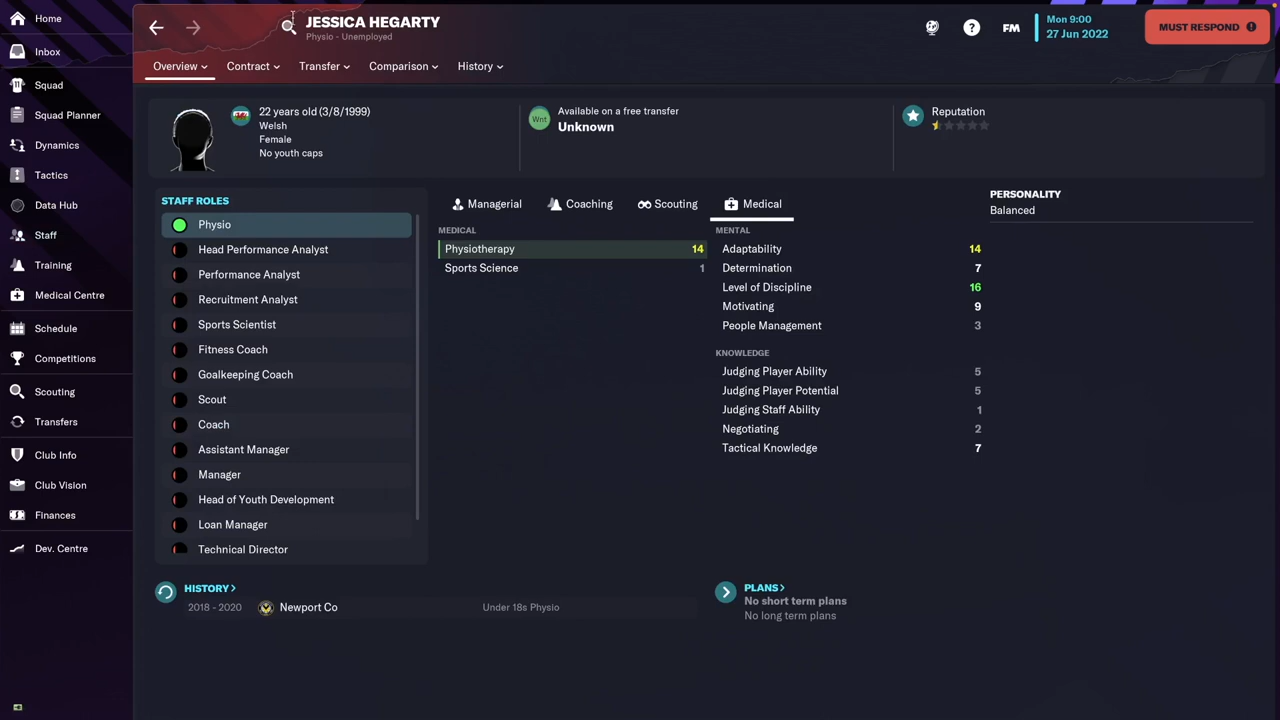 Home
Inbox
Squad
Squad Planner
Dynamics
Tactics
Data Hub
Staff
Training
Medical Centre
Schedule
Competitions
Scouting
Transfers
Club Info
Club Vision
Finances
Dev. Centre
JESSICA HEGARTY
Physio - Unemployed
FM
Mon 9:00
27 Jun 2022
MUST RESPOND
Overview
Contract
Transfer
Comparison
History
22 years old (3/8/1999)
Welsh
Female
No youth caps
Wnt
Available on a free transfer
Unknown
Reputation
STAFF ROLES
Physio
Head Performance Analyst
Performance Analyst
Recruitment Analyst
Sports Scientist
Fitness Coach
Goalkeeping Coach
Scout
Coach
Assistant Manager
Manager
Head of Youth Development
Loan Manager
Technical Director
Managerial
Coaching
Scouting
Medical
MEDICAL
Physiotherapy 14
Sports Science 1
MENTAL
Adaptability 14
Determination 7
Level of Discipline 16
Motivating 9
People Management 3
KNOWLEDGE
Judging Player Ability 5
Judging Player Potential 5
Judging Staff Ability 1
Negotiating 2
Tactical Knowledge 7
PERSONALITY
Balanced
HISTORY >
2018 - 2020 Newport Co Under 18s Physio
PLANS >
No short term plans
No long term plans